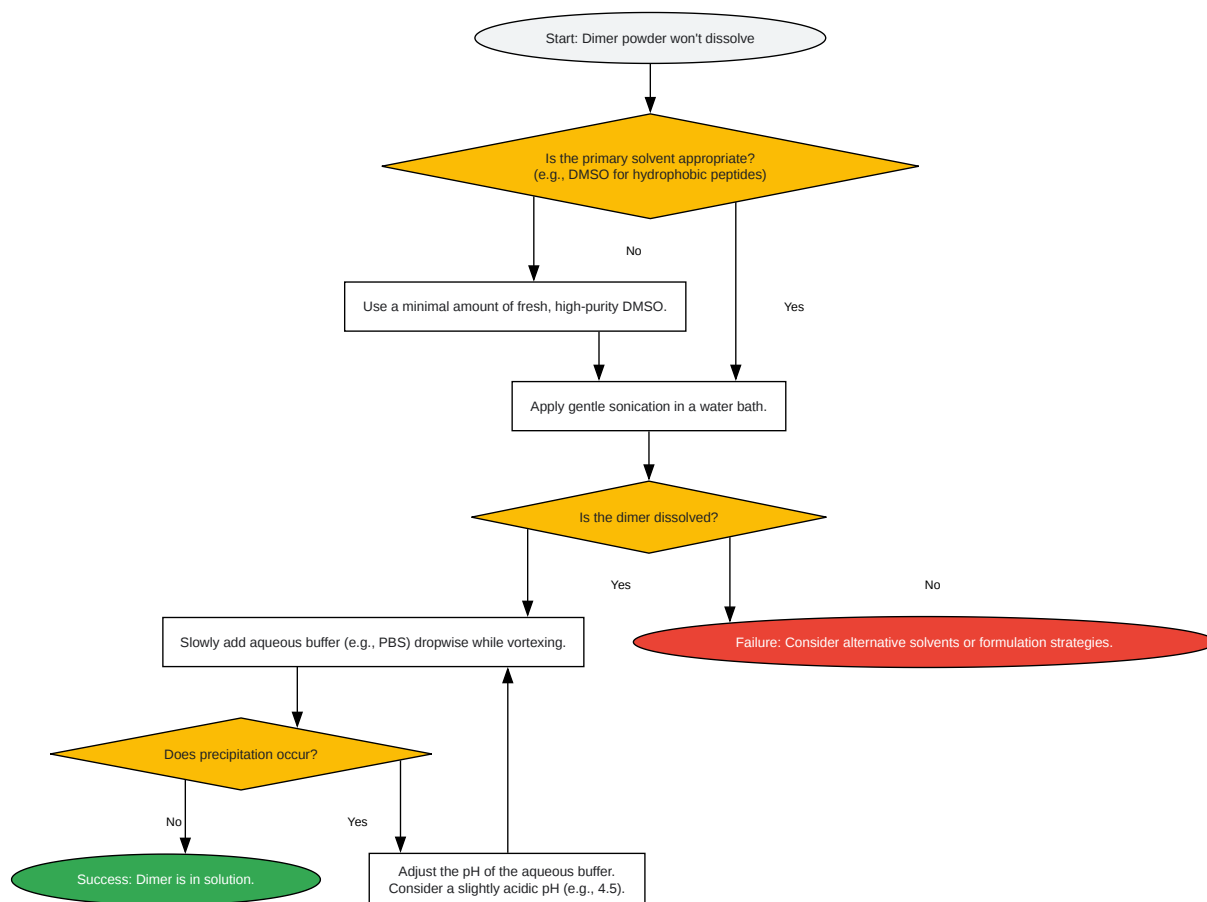 Start: Dimer powder won't dissolve
Is the primary solvent appropriate?
(e.g., DMSO for hydrophobic peptides)
No
Use a minimal amount of fresh, high-purity DMSO.
Yes
Apply gentle sonication in a water bath.
Is the dimer dissolved?
Yes
No
Slowly add aqueous buffer (e.g., PBS) dropwise while vortexing.
Failure: Consider alternative solvents or formulation strategies.
Does precipitation occur?
No
Yes
Success: Dimer is in solution.
Adjust the pH of the aqueous buffer.
Consider a slightly acidic pH (e.g., 4.5).